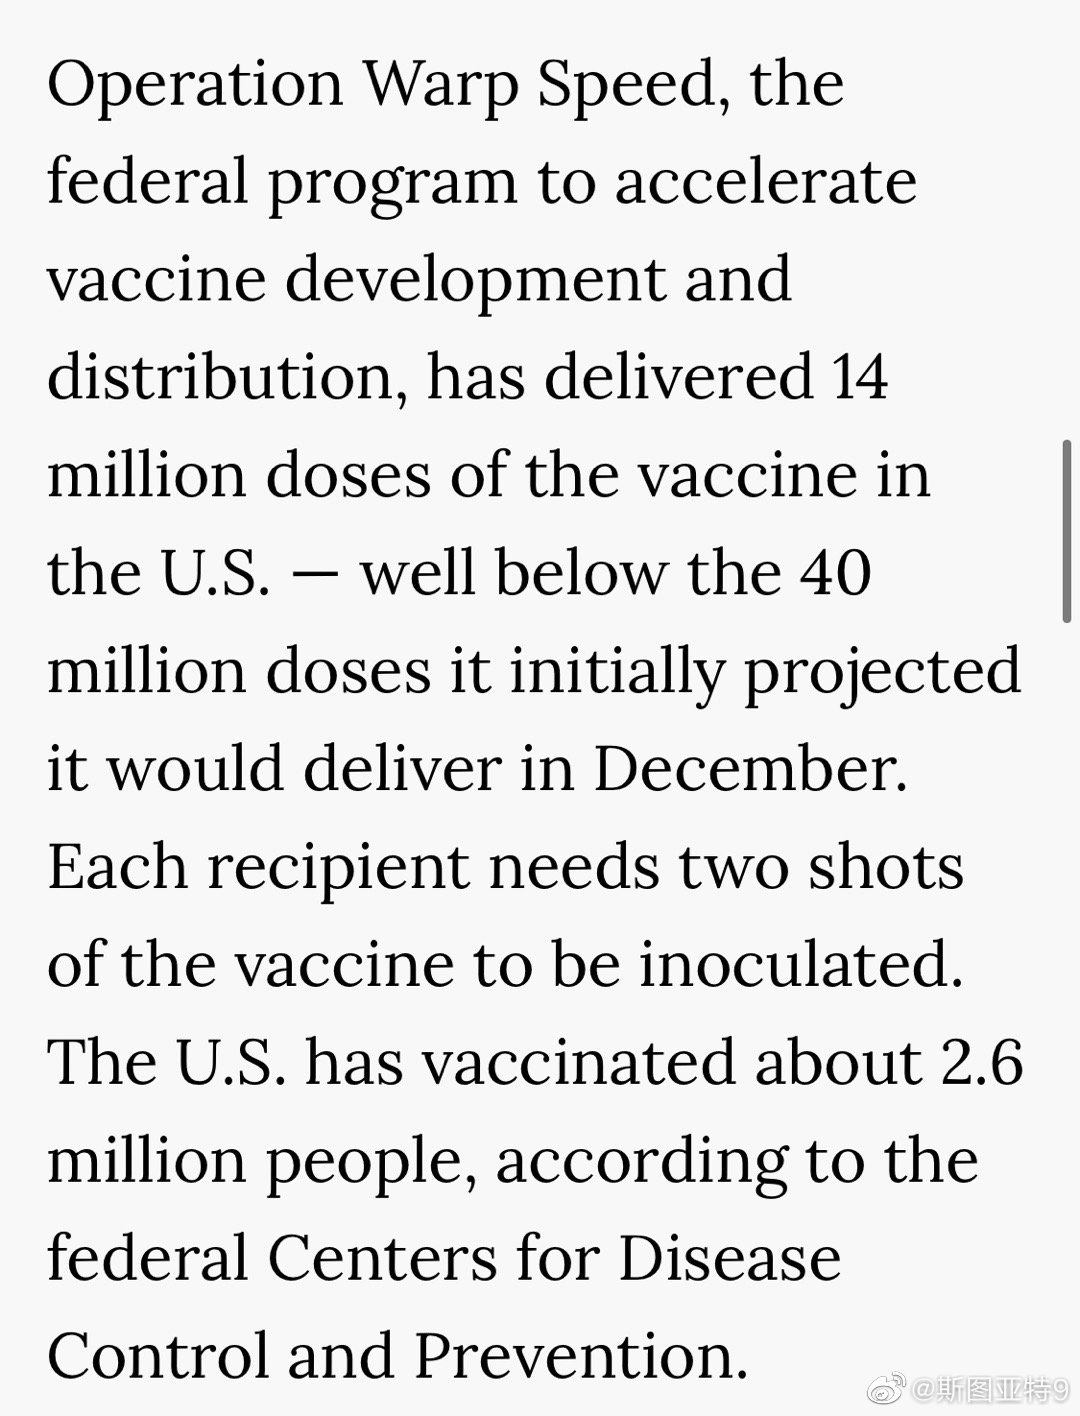 Operation Warp Speed, the
federal program to accelerate
vaccine development and
distribution, has delivered 14
million doses of the vaccine in
the U.S. — well below the 40
million doses it initially projected
it would deliver in December.
Each recipient needs two shots
of the vaccine to be inoculated.
The U.S. has vaccinated about 2.6
million people, according to the
federal Centers for Disease
Control and Prevention.
@斯图亚特9